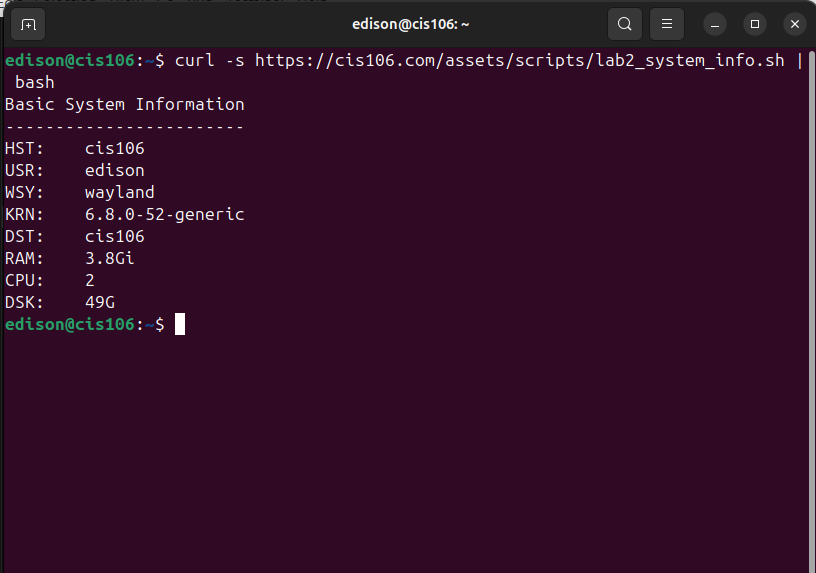 edison@cis106: ~
edison@cis106:~$ curl -s https://cis106.com/assets/scripts/lab2_system_info.sh |
 bash
Basic System Information
------------------------
HST:    cis106
USR:    edison
WSY:    wayland
KRN:    6.8.0-52-generic
DST:    cis106
RAM:    3.8Gi
CPU:    2
DSK:    49G
edison@cis106:~$